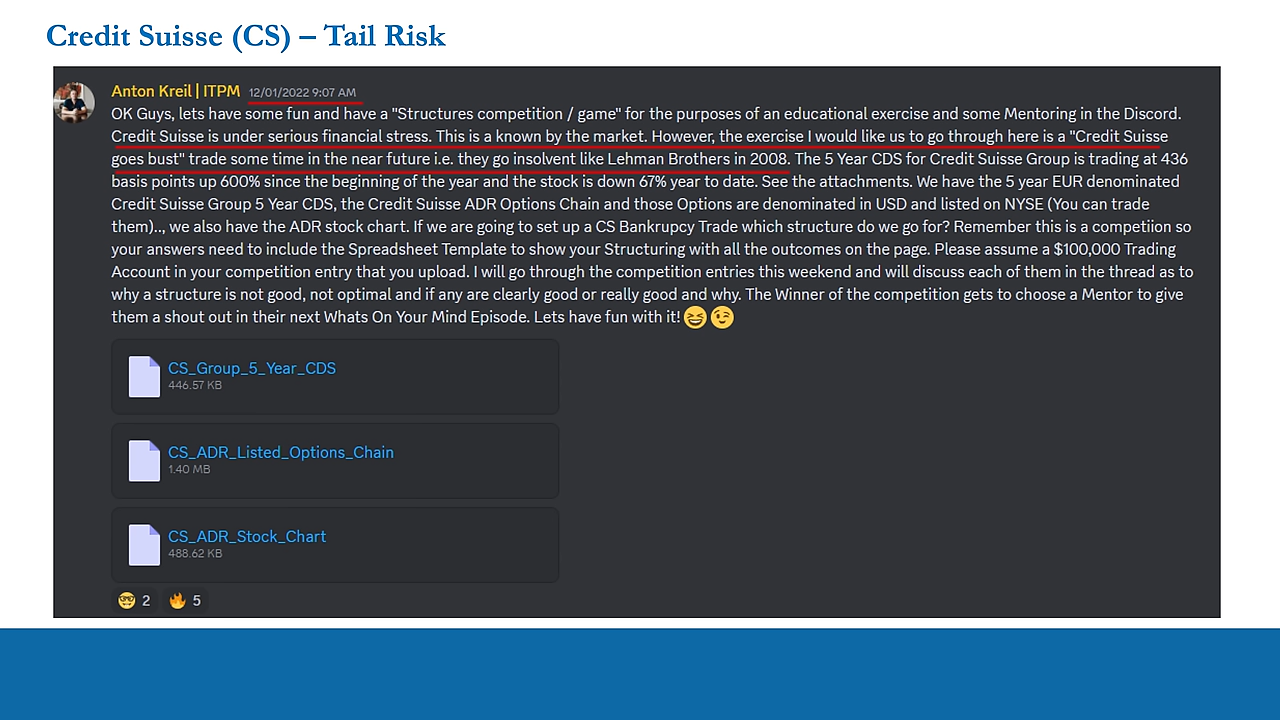 Credit Suisse (CS) – Tail Risk
Anton Kreil | ITPM 12/01/2022 9:07 AM
OK Guys, lets have some fun and have a "Structures competition / game" for the purposes of an educational exercise and some Mentoring in the Discord.
Credit Suisse is under serious financial stress. This is a known by the market. However, the exercise I would like us to go through here is a "Credit Suisse
goes bust" trade some time in the near future i.e. they go insolvent like Lehman Brothers in 2008. The 5 Year CDS for Credit Suisse Group is trading at 436
basis points up 600% since the beginning of the year and the stock is down 67% year to date. See the attachments. We have the 5 year EUR denominated
Credit Suisse Group 5 Year CDS, the Credit Suisse ADR Options Chain and those Options are denominated in USD and listed on NYSE (You can trade
them).., we also have the ADR stock chart. If we are going to set up a CS Bankrupcy Trade which structure do we go for? Remember this is a competiion so
your answers need to include the Spreadsheet Template to show your Structuring with all the outcomes on the page. Please assume a $100,000 Trading
Account in your competition entry that you upload. I will go through the competition entries this weekend and will discuss each of them in the thread as to
why a structure is not good, not optimal and if any are clearly good or really good and why. The Winner of the competition gets to choose a Mentor to give
them a shout out in their next Whats On Your Mind Episode. Lets have fun with it! 😆 😉
CS_Group_5_Year_CDS
446.57 KB
CS_ADR_Listed_Options_Chain
1.40 MB
CS_ADR_Stock_Chart
488.62 KB
🤓 2 🔥 5